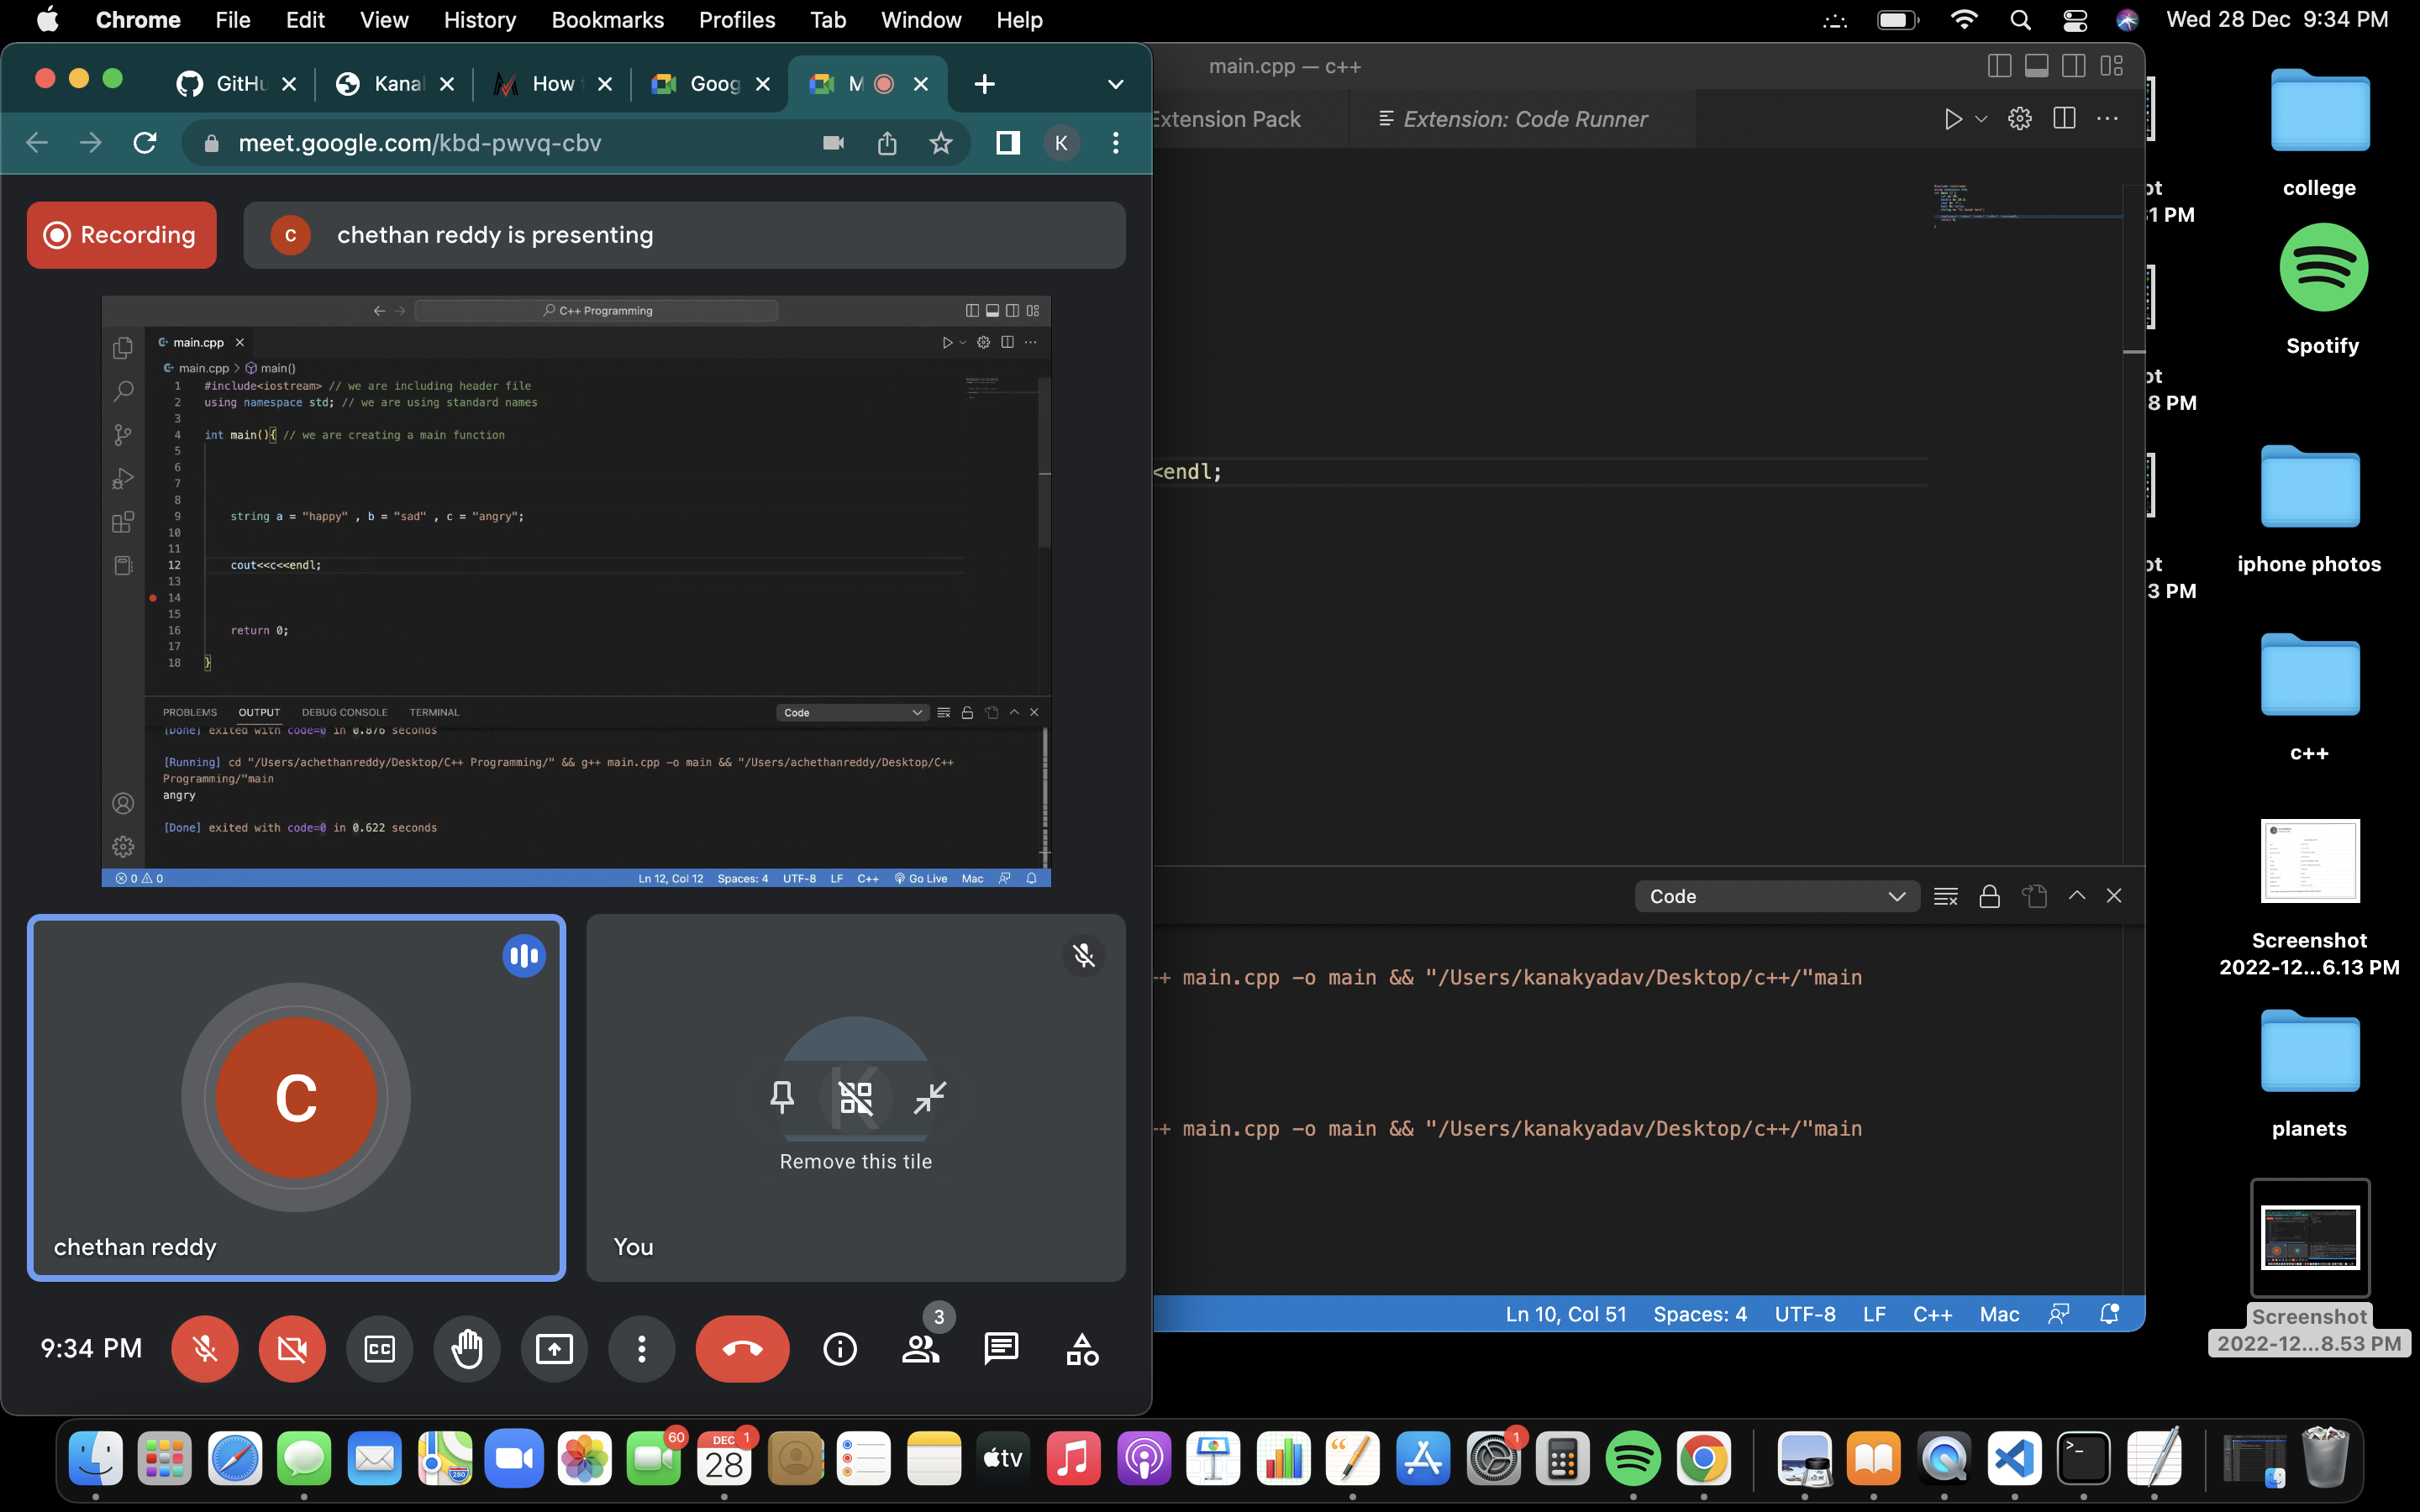 Chrome File Edit View History Bookmarks Profiles Tab Window Help
Wed 28 Dec 9:34 PM
GitHu
Kana
How
Goog
M
meet.google.com/kbd-pwvq-cbv
K
Recording
C
chethan reddy is presenting
C++ Programming
main.cpp
main.cpp > main()
1 #include<iostream> // we are including header file
2 using namespace std; // we are using standard names
3
4 int main(){ // we are creating a main function
5
6
7
8
9 string a = "happy" , b = "sad" , c = "angry";
10
11
12 cout<<c<<endl;
13
14
15
16 return 0;
17
18 }
PROBLEMS OUTPUT DEBUG CONSOLE TERMINAL
Code
[Done] exited with code=0 in 0.876 seconds
[Running] cd "/Users/achethanreddy/Desktop/C++ Programming/" && g++ main.cpp -o main && "/Users/achethanreddy/Desktop/C++
Programming/"main
angry
[Done] exited with code=0 in 0.622 seconds
0 0
Ln 12, Col 12 Spaces: 4 UTF-8 LF C++ Go Live Mac
C
chethan reddy
Remove this tile
You
9:34 PM
CC
3
main.cpp — c++
Extension Pack
Extension: Code Runner
<endl;
Code
+ main.cpp -o main && "/Users/kanakyadav/Desktop/c++/"main
+ main.cpp -o main && "/Users/kanakyadav/Desktop/c++/"main
Ln 10, Col 51 Spaces: 4 UTF-8 LF C++ Mac
ot
1 PM
ot
8 PM
ot
3 PM
college
Spotify
iphone photos
c++
Screenshot
2022-12...6.13 PM
planets
Screenshot
2022-12...8.53 PM
280
60
DEC
28
1
tv
1
>_